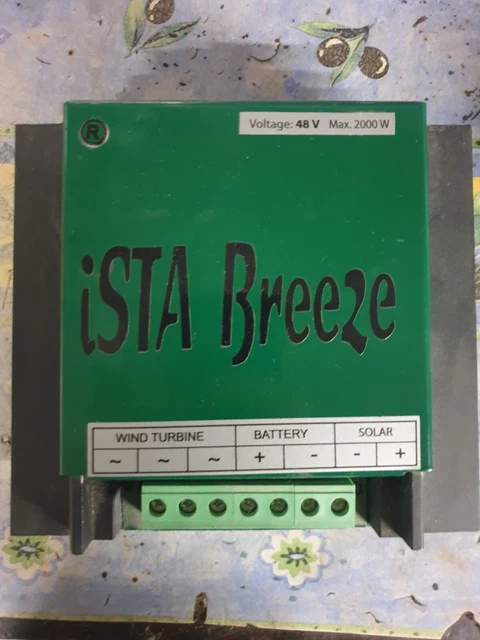 ®
Voltage: 48 V Max. 2000 W
iSTA Breeze
WIND TURBINE BATTERY SOLAR
~ ~ ~ + - - +